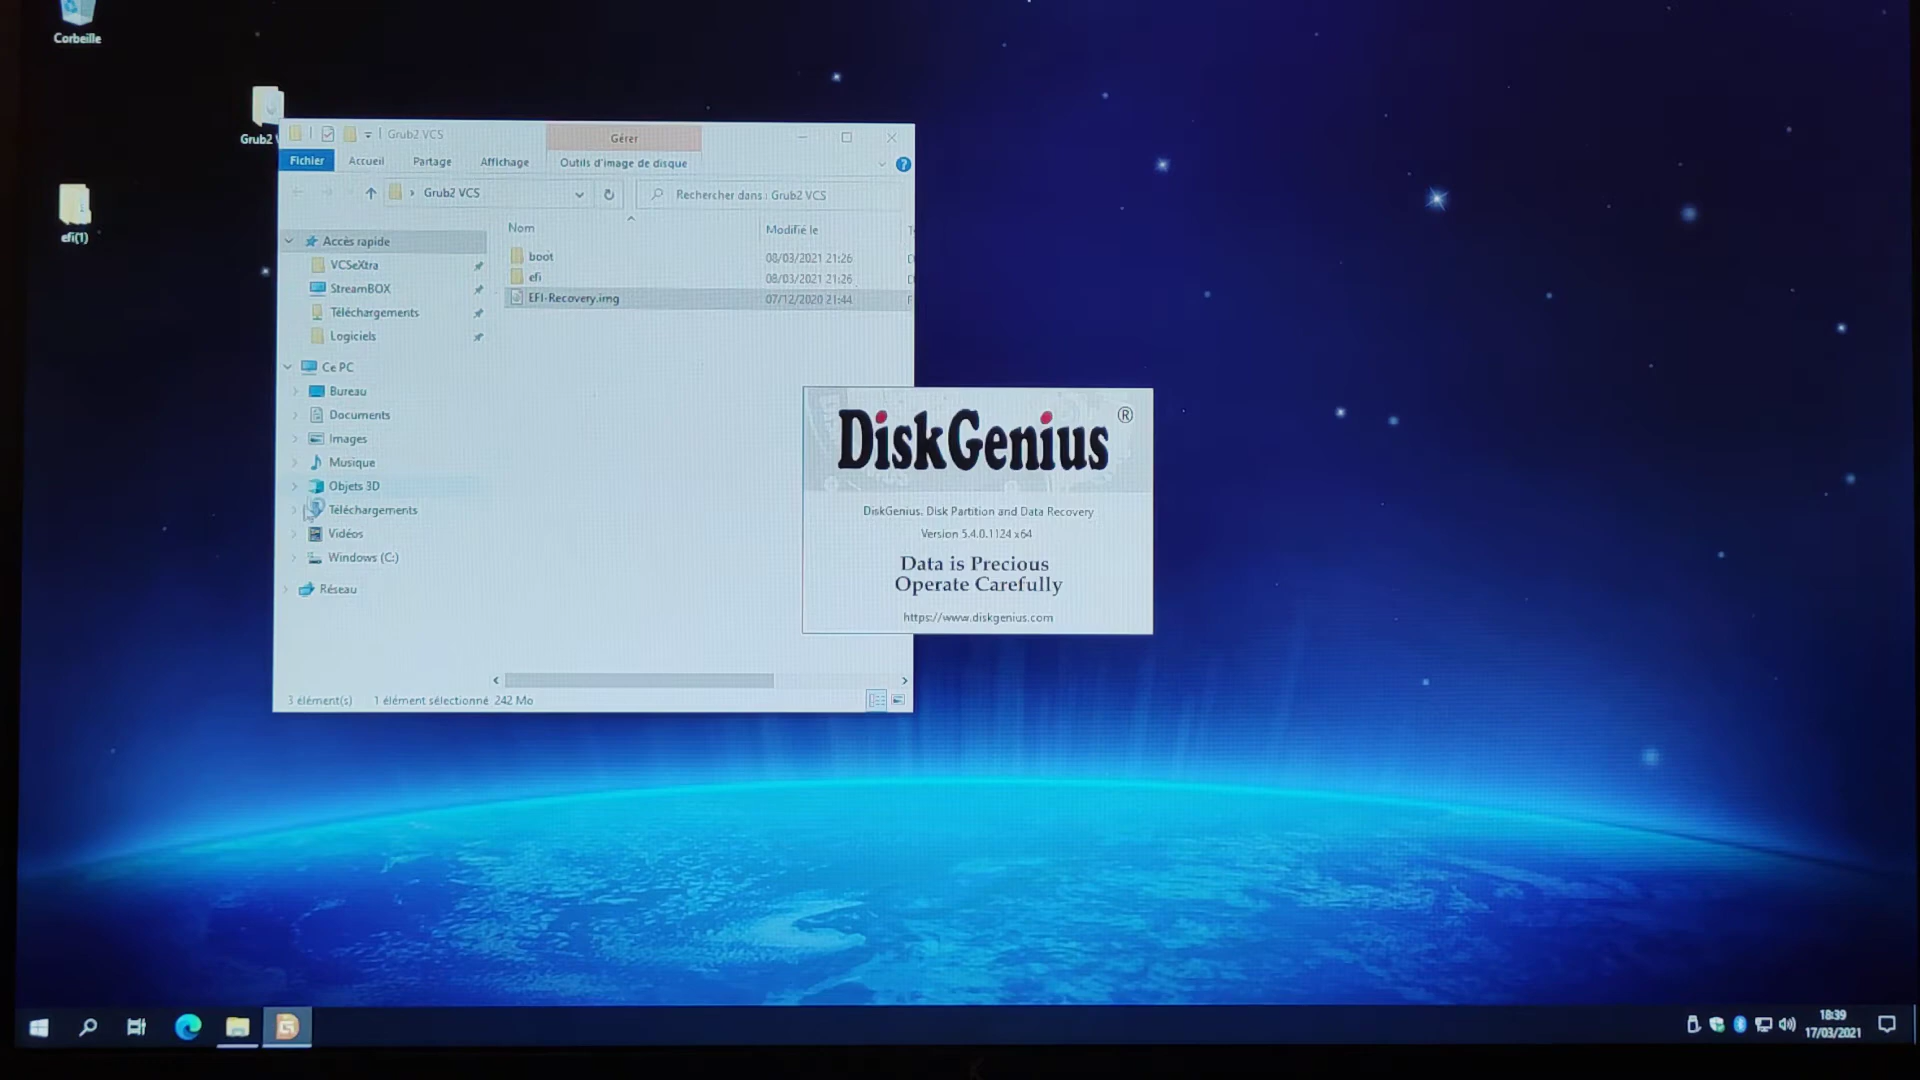 Corbeille
Grub2
efi(1)
Grub2 VCS
Gérer
Fichier
Accueil
Partage
Affichage
Outils d'image de disque
Grub2 VCS
Rechercher dans : Grub2 VCS
Nom
Modifié le
Accès rapide
VCSeXtra
StreamBOX
Téléchargements
Logiciels
Ce PC
Bureau
Documents
Images
Musique
Objets 3D
Téléchargements
Vidéos
Windows (C:)
Réseau
boot
08/03/2021 21:26
efi
08/03/2021 21:26
EFI-Recovery.img
07/12/2020 21:44
3 élément(s)
1 élément sélectionné 242 Mo
DiskGenius ®
DiskGenius. Disk Partition and Data Recovery
Version 5.4.0.1124 x64
Data is Precious
Operate Carefully
https://www.diskgenius.com
18:39
17/03/2021